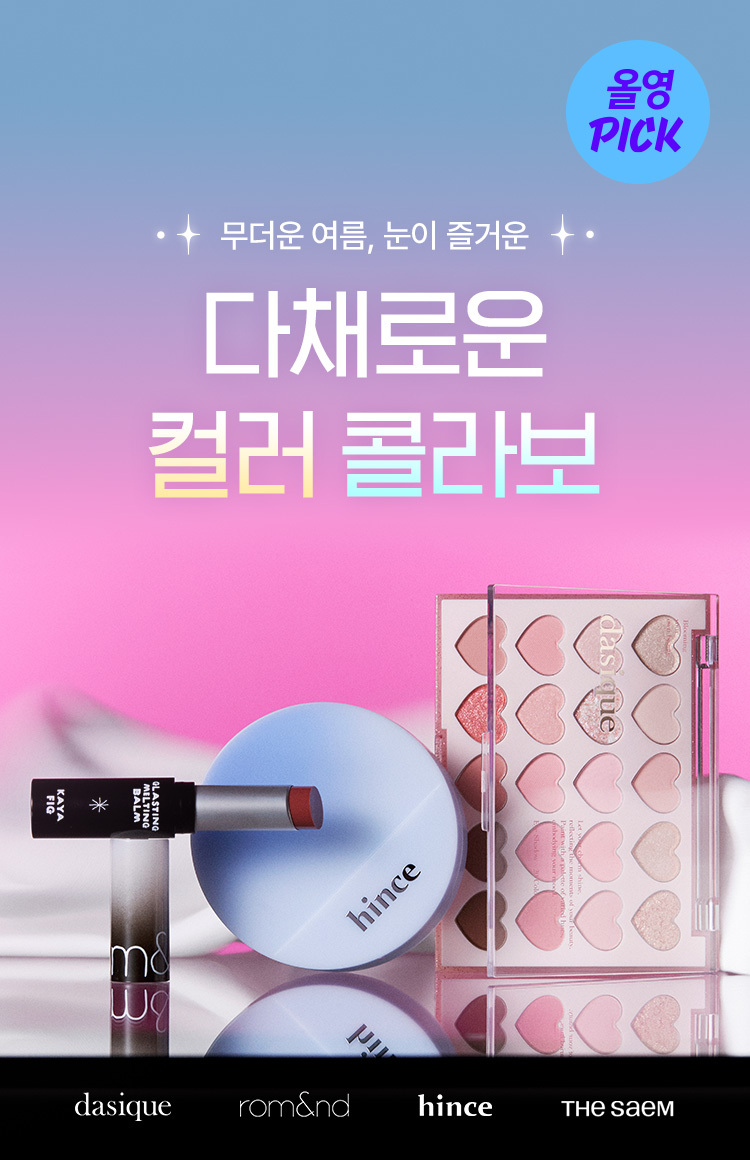 올영
PICK
무더운 여름, 눈이 즐거운
다채로운
컬러 콜라보
dasique
GLASTING
MELTING
BALM
KAYA
FIG
hince
m&
dasique rom&nd hince THE SAEM